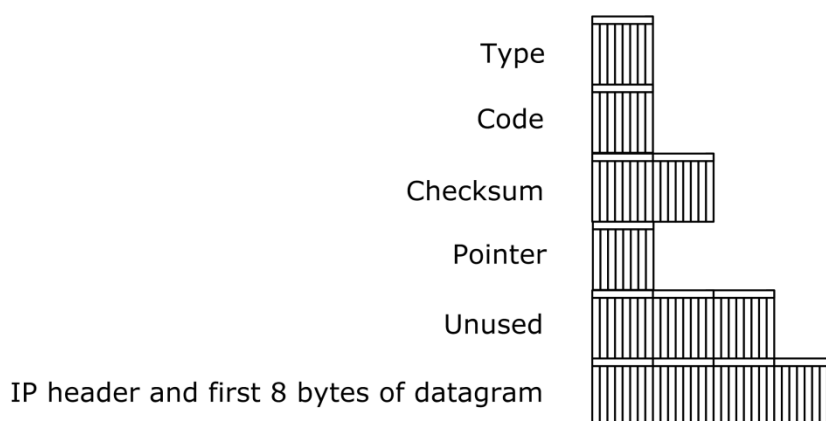 Type
Code
Checksum
Pointer
Unused
IP header and first 8 bytes of datagram